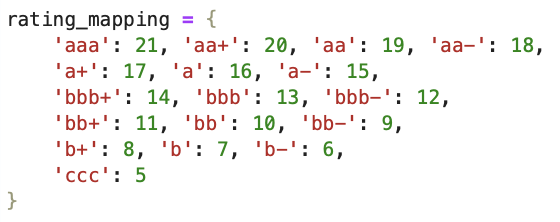 rating_mapping = {
    'aaa': 21, 'aa+': 20, 'aa': 19, 'aa-': 18,
    'a+': 17, 'a': 16, 'a-': 15,
    'bbb+': 14, 'bbb': 13, 'bbb-': 12,
    'bb+': 11, 'bb': 10, 'bb-': 9,
    'b+': 8, 'b': 7, 'b-': 6,
    'ccc': 5
}